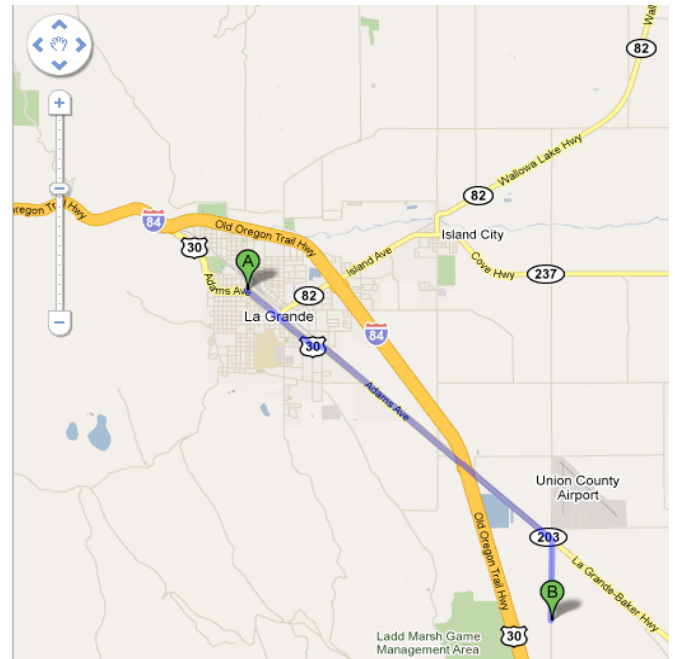 82
Wallowa Lake Hwy
Wallo
82
oregon Trail Hwy
84
Old Oregon Trail Hwy
30
Island City
A
Island Ave
Cove Hwy
237
Adams Ave
82
La Grande
84
30
Adams Ave
Union County
Airport
Old Oregon Trail Hwy
203
La Grande-Baker Hwy
B
30
Ladd Marsh Game
Management Area